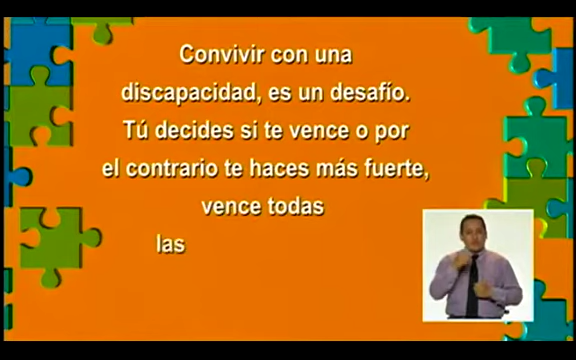 Convivir con una
discapacidad, es un desafío.
Tú decides si te vence o por
el contrario te haces más fuerte,
vence todas
las